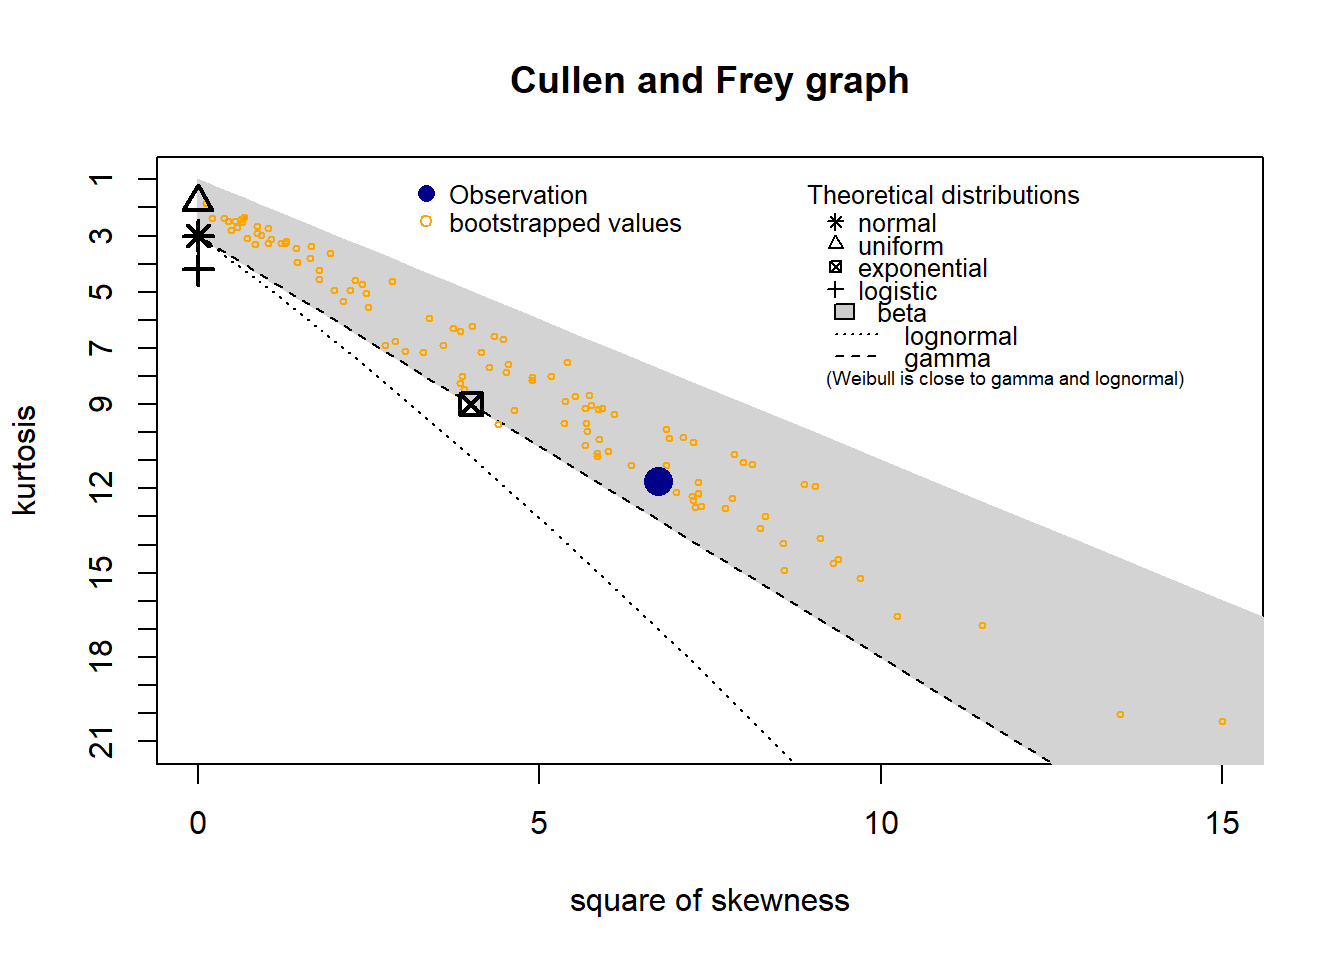 Cullen and Frey graph
Observation
bootstrapped values
Theoretical distributions
normal
uniform
exponential
logistic
beta
lognormal
gamma
(Weibull is close to gamma and lognormal)
kurtosis
1
3
5
7
9
12
15
18
21
0 5 10 15
square of skewness